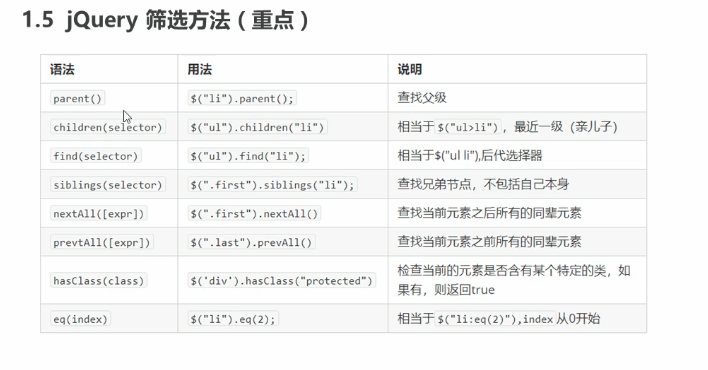 1.5 jQuery 筛选方法（重点）
语法 用法 说明
parent() $("li").parent(); 查找父级
children(selector) $("ul").children("li") 相当于$("ul>li")，最近一级（亲儿子）
find(selector) $("ul").find("li"); 相当于$("ul li"),后代选择器
siblings(selector) $(".first").siblings("li"); 查找兄弟节点，不包括自己本身
nextAll([expr]) $(".first").nextAll() 查找当前元素之后所有的同辈元素
prevtAll([expr]) $(".last").prevAll() 查找当前元素之前所有的同辈元素
hasClass(class) $('div').hasClass("protected") 检查当前的元素是否含有某个特定的类，如
果有，则返回true
eq(index) $("li").eq(2); 相当于$("li:eq(2)"),index从0开始